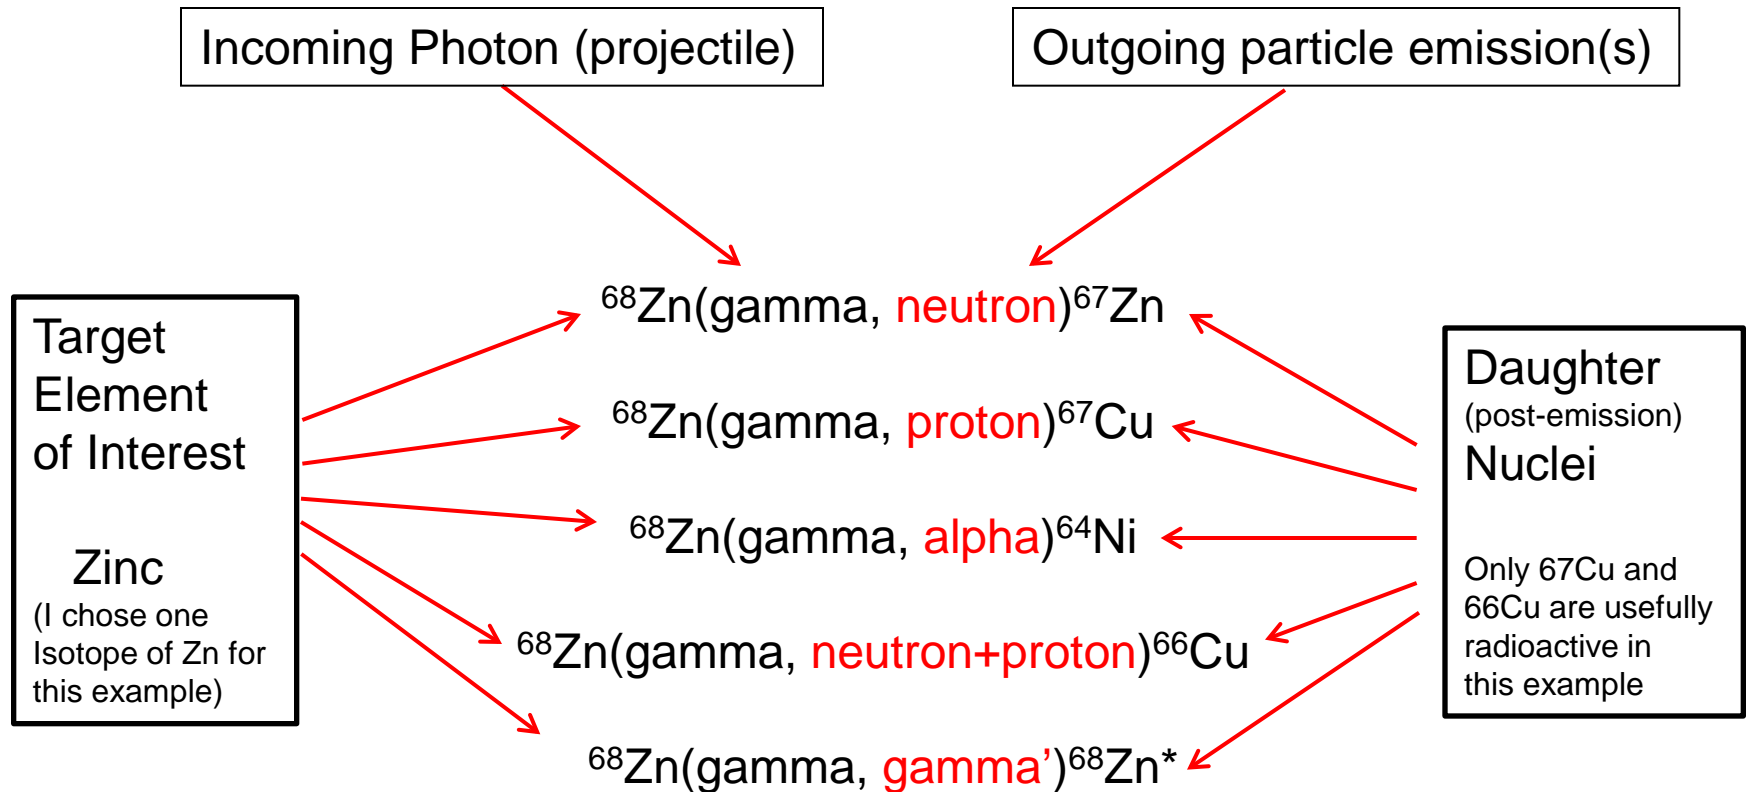 Incoming Photon (projectile)
Outgoing particle emission(s)
Target
Element
of Interest
Zinc
(I chose one
Isotope of Zn for
this example)
⁶⁸Zn(gamma, neutron)⁶⁷Zn
⁶⁸Zn(gamma, proton)⁶⁷Cu
⁶⁸Zn(gamma, alpha)⁶⁴Ni
⁶⁸Zn(gamma, neutron+proton)⁶⁶Cu
⁶⁸Zn(gamma, gamma’)⁶⁸Zn*
Daughter
(post-emission)
Nuclei
Only 67Cu and
66Cu are usefully
radioactive in
this example